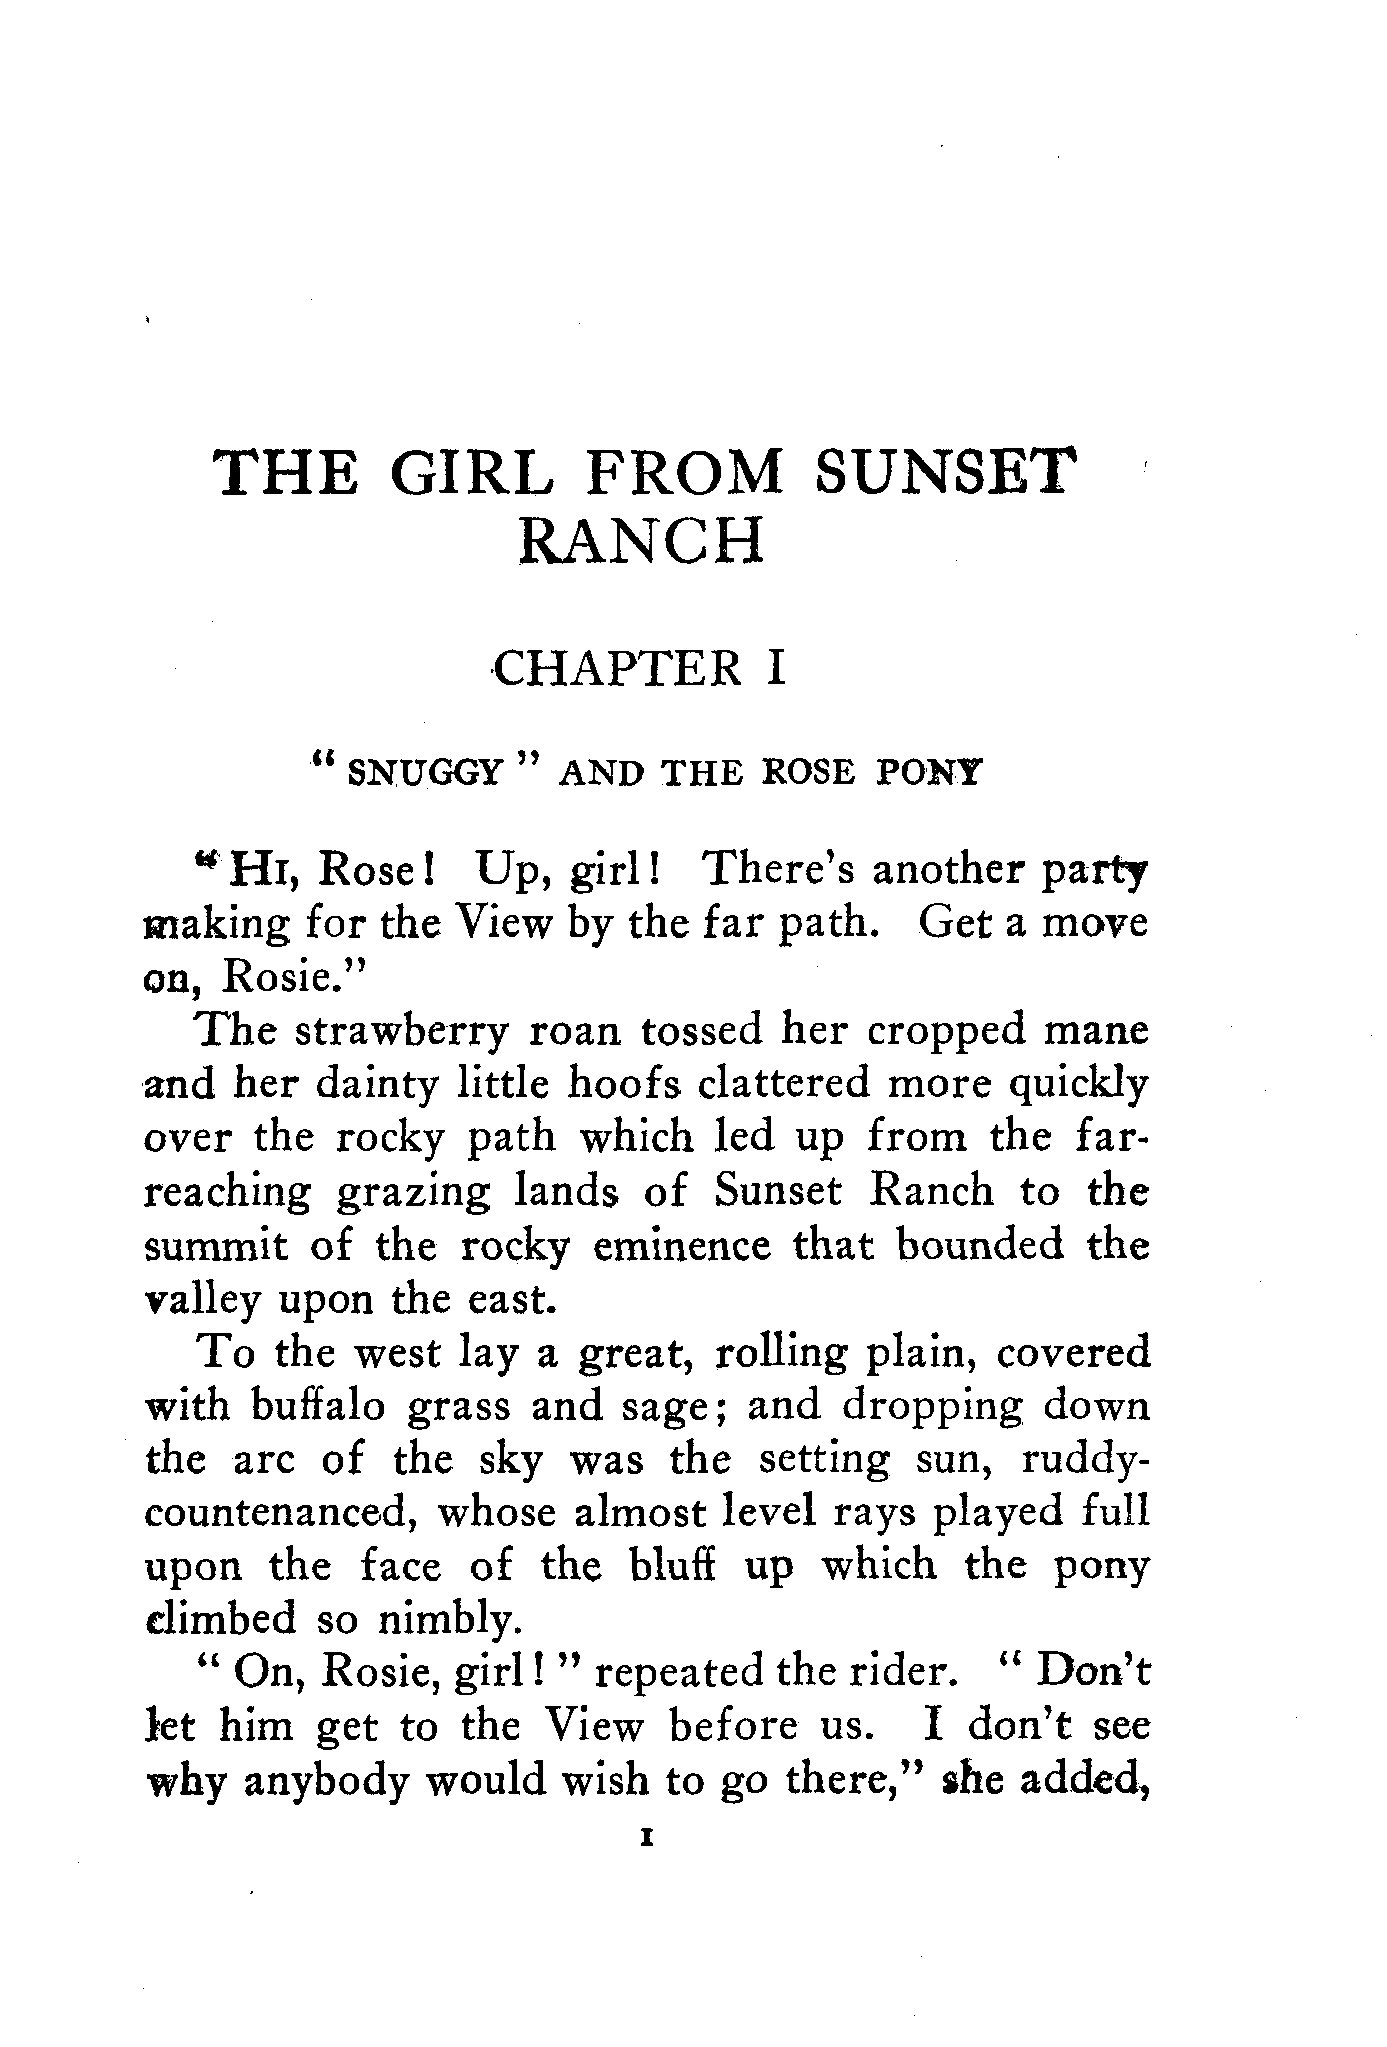 THE GIRL FROM SUNSET
RANCH
CHAPTER I
“ SNUGGY ” AND THE ROSE PONY
“ HI, Rose! Up, girl! There’s another party
making for the View by the far path. Get a move
on, Rosie.”
The strawberry roan tossed her cropped mane
and her dainty little hoofs clattered more quickly
over the rocky path which led up from the far-
reaching grazing lands of Sunset Ranch to the
summit of the rocky eminence that bounded the
valley upon the east.
To the west lay a great, rolling plain, covered
with buffalo grass and sage; and dropping down
the arc of the sky was the setting sun, ruddy-
countenanced, whose almost level rays played full
upon the face of the bluff up which the pony
climbed so nimbly.
“ On, Rosie, girl! ” repeated the rider. “ Don’t
let him get to the View before us. I don’t see
why anybody would wish to go there,” she added,
1